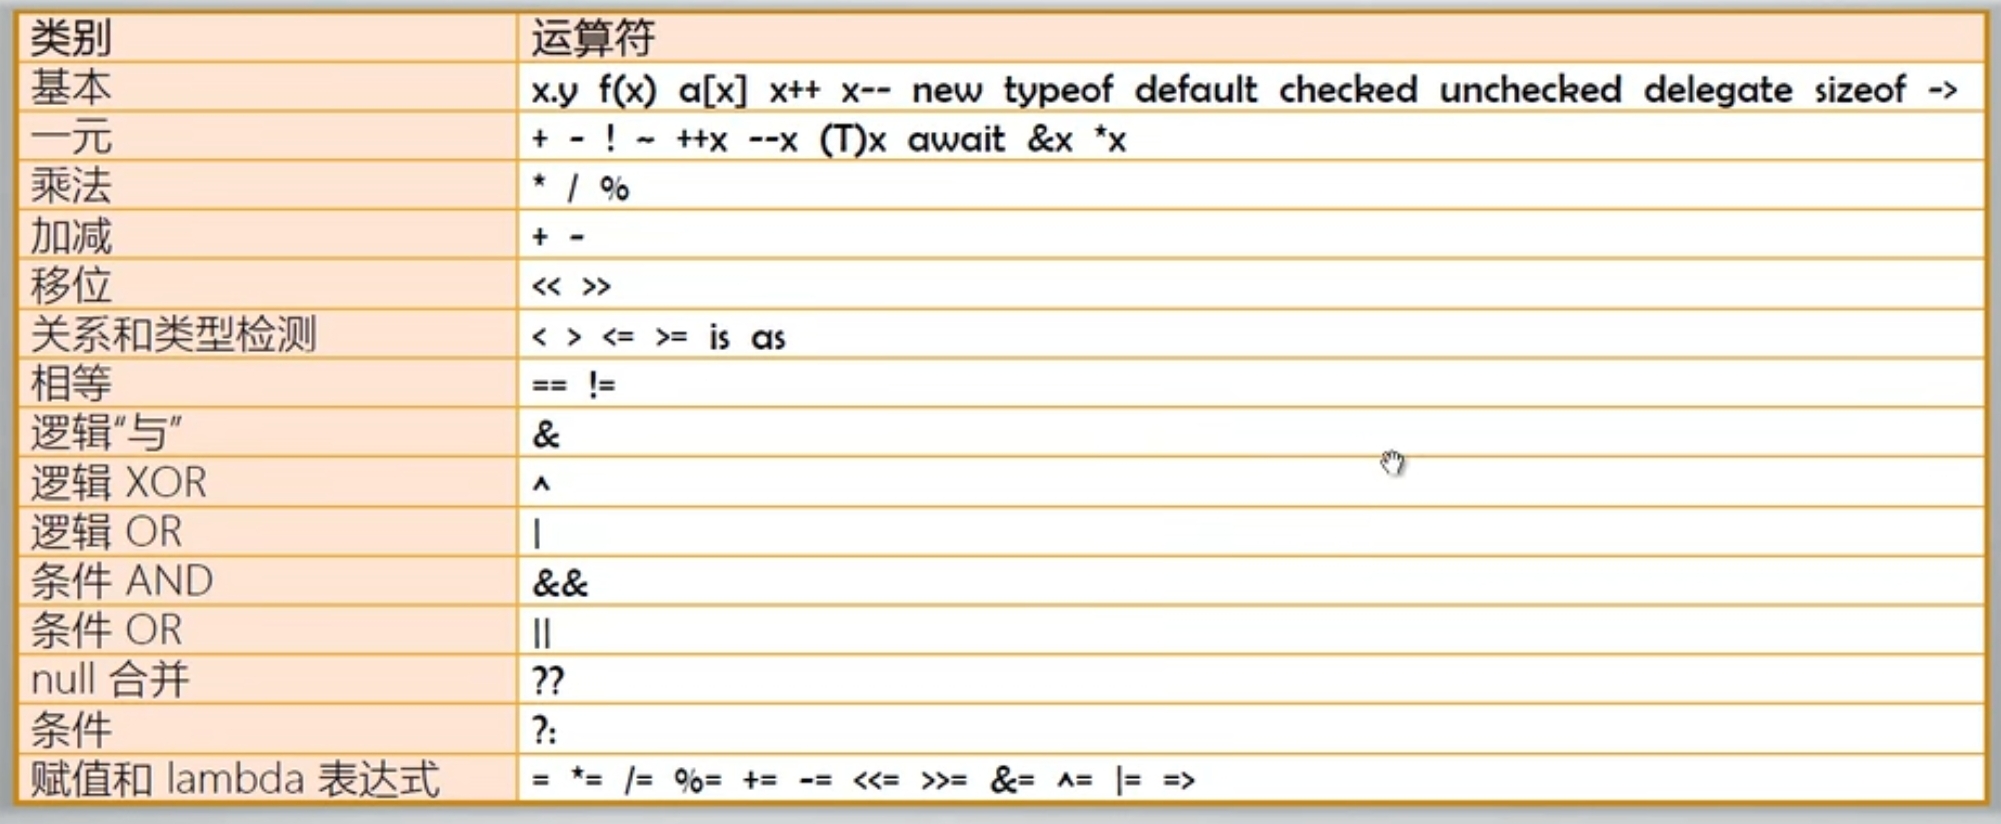 类别 运算符
基本 x.y f(x) a[x] x++ x-- new typeof default checked unchecked delegate sizeof ->
一元 + - ! ~ ++x --x (T)x await &x *x
乘法 * / %
加减 + -
移位 << >>
关系和类型检测 < > <= >= is as
相等 == !=
逻辑“与” &
逻辑 XOR ^
逻辑 OR |
条件 AND &&
条件 OR ||
null 合并 ??
条件 ?:
赋值和 lambda 表达式 = *= /= %= += -= <<= >>= &= ^= |= =>